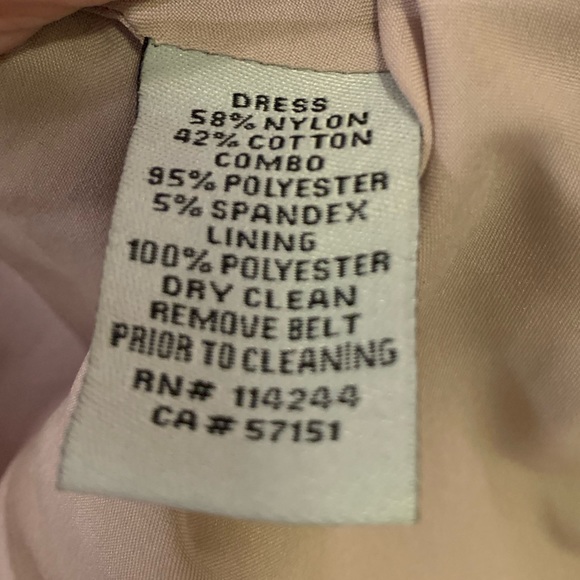 DRESS
58% NYLON
42% COTTON
COMBO
95% POLYESTER
5% SPANDEX
LINING
100% POLYESTER
DRY CLEAN
REMOVE BELT
PRIOR TO CLEANING
RN# 114244
CA # 57151